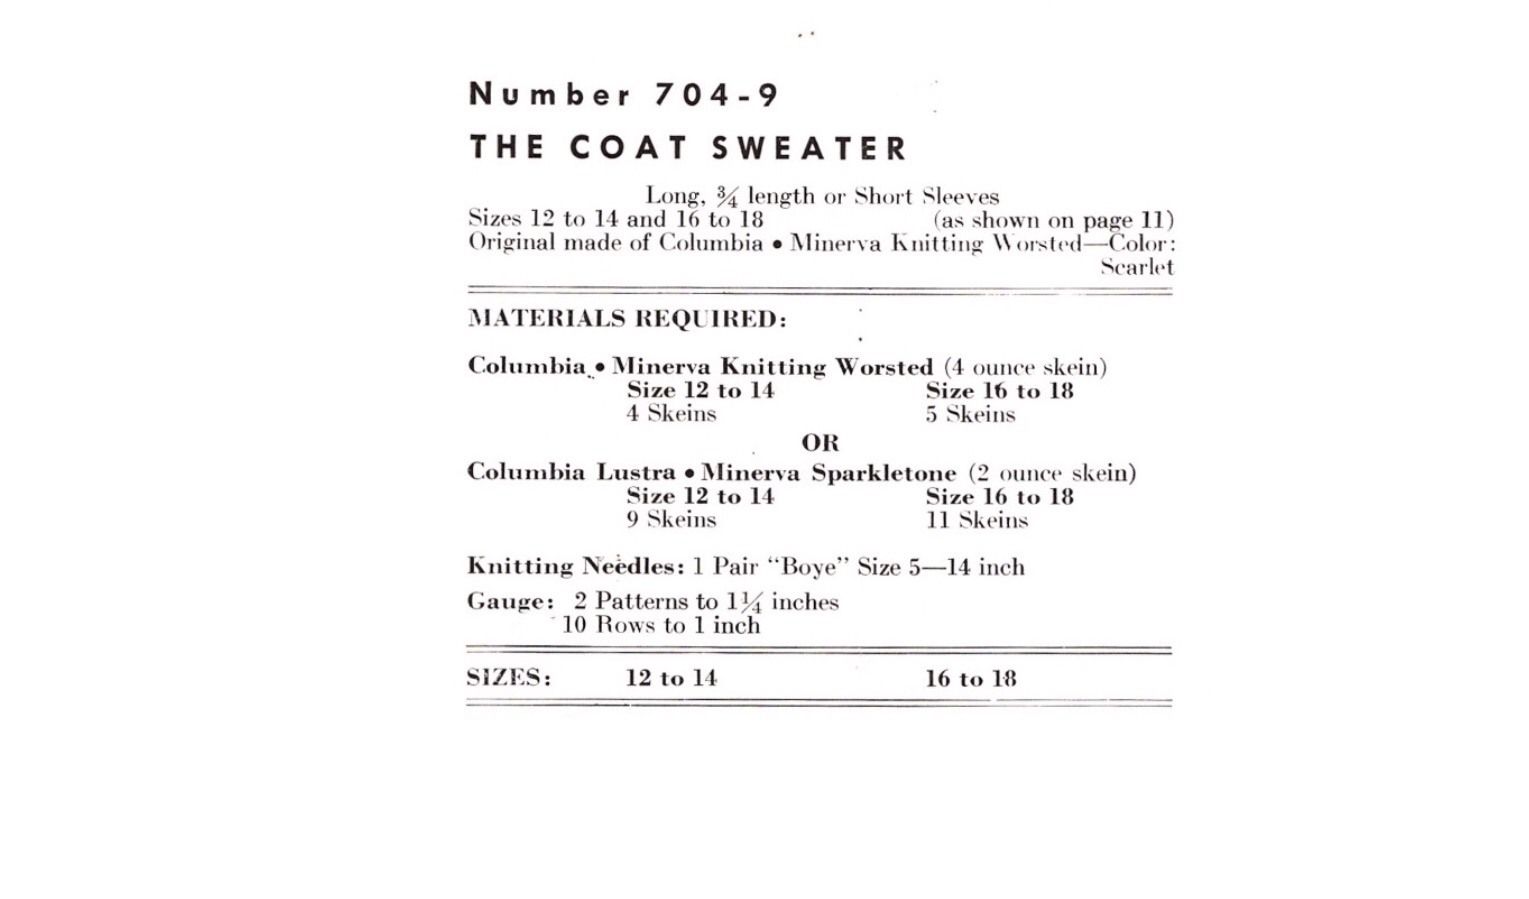 Number 704-9
THE COAT SWEATER
Long, ¾ length or Short Sleeves
Sizes 12 to 14 and 16 to 18 (as shown on page 11)
Original made of Columbia • Minerva Knitting Worsted—Color:
Scarlet
MATERIALS REQUIRED:
Columbia • Minerva Knitting Worsted (4 ounce skein)
Size 12 to 14 Size 16 to 18
4 Skeins 5 Skeins
OR
Columbia Lustra • Minerva Sparkletone (2 ounce skein)
Size 12 to 14 Size 16 to 18
9 Skeins 11 Skeins
Knitting Needles: 1 Pair “Boye” Size 5—14 inch
Gauge: 2 Patterns to 1¼ inches
10 Rows to 1 inch
SIZES: 12 to 14 16 to 18